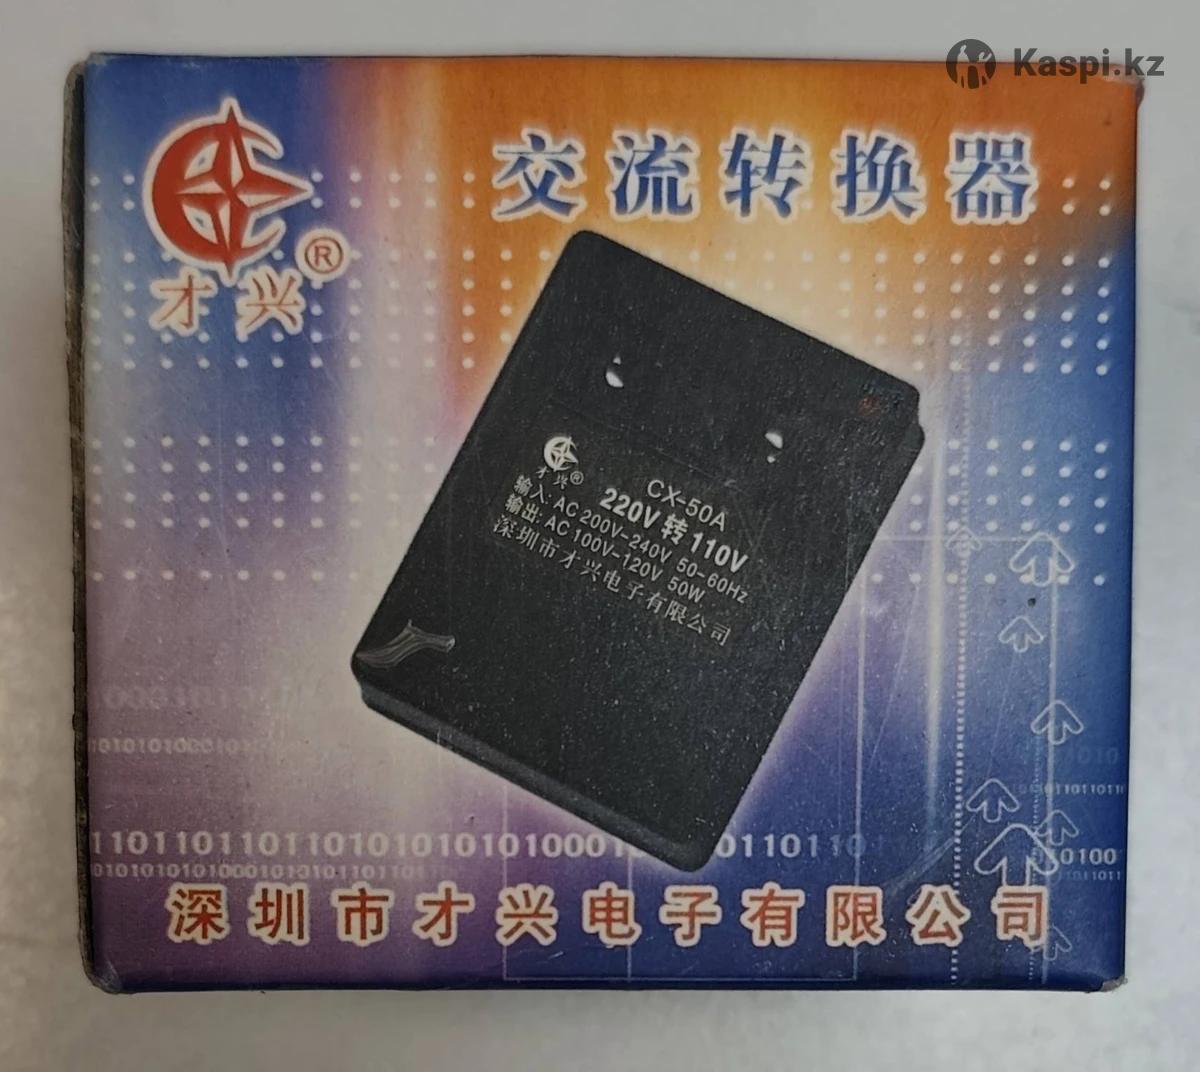 Kaspi.kz
交流转换器
®
才兴
才兴®
CX-50A
220V 转 110V
输入: AC 200V-240V 50-60Hz
输出: AC 100V-120V 50W
深圳市才兴电子有限公司
深圳市才兴电子有限公司